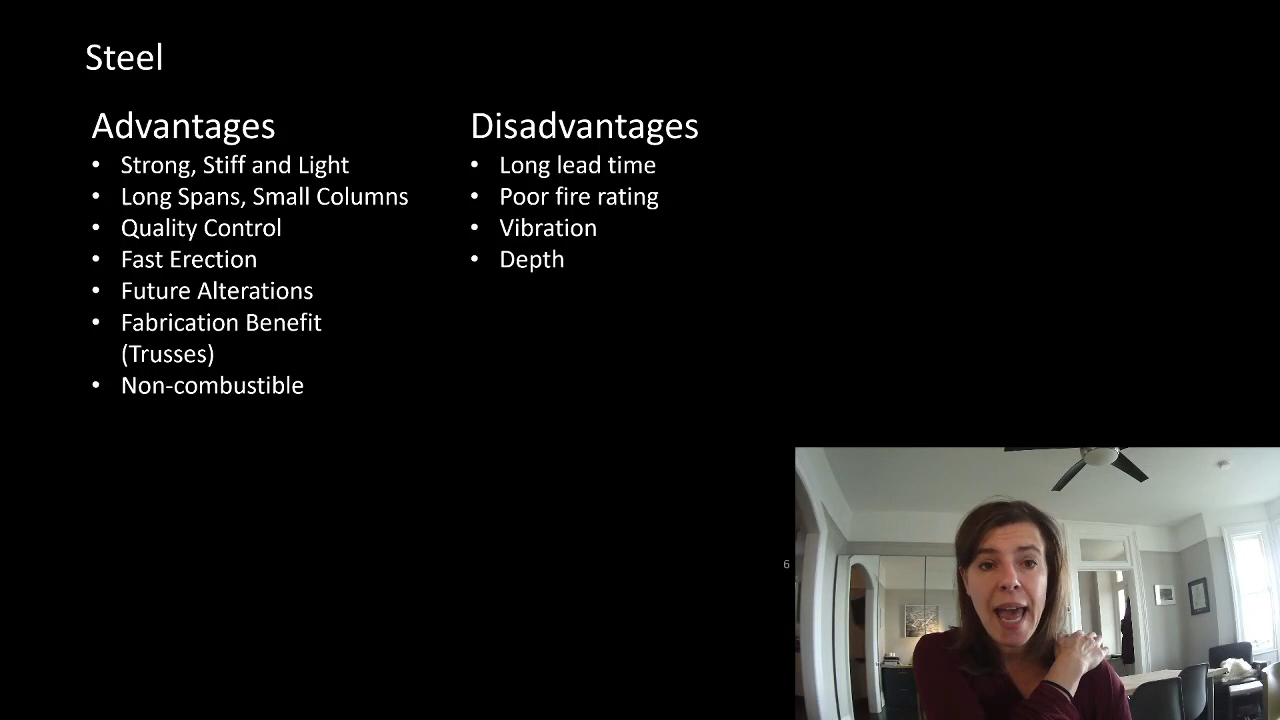 Steel
Advantages
• Strong, Stiff and Light
• Long Spans, Small Columns
• Quality Control
• Fast Erection
• Future Alterations
• Fabrication Benefit
(Trusses)
• Non-combustible
Disadvantages
• Long lead time
• Poor fire rating
• Vibration
• Depth
6